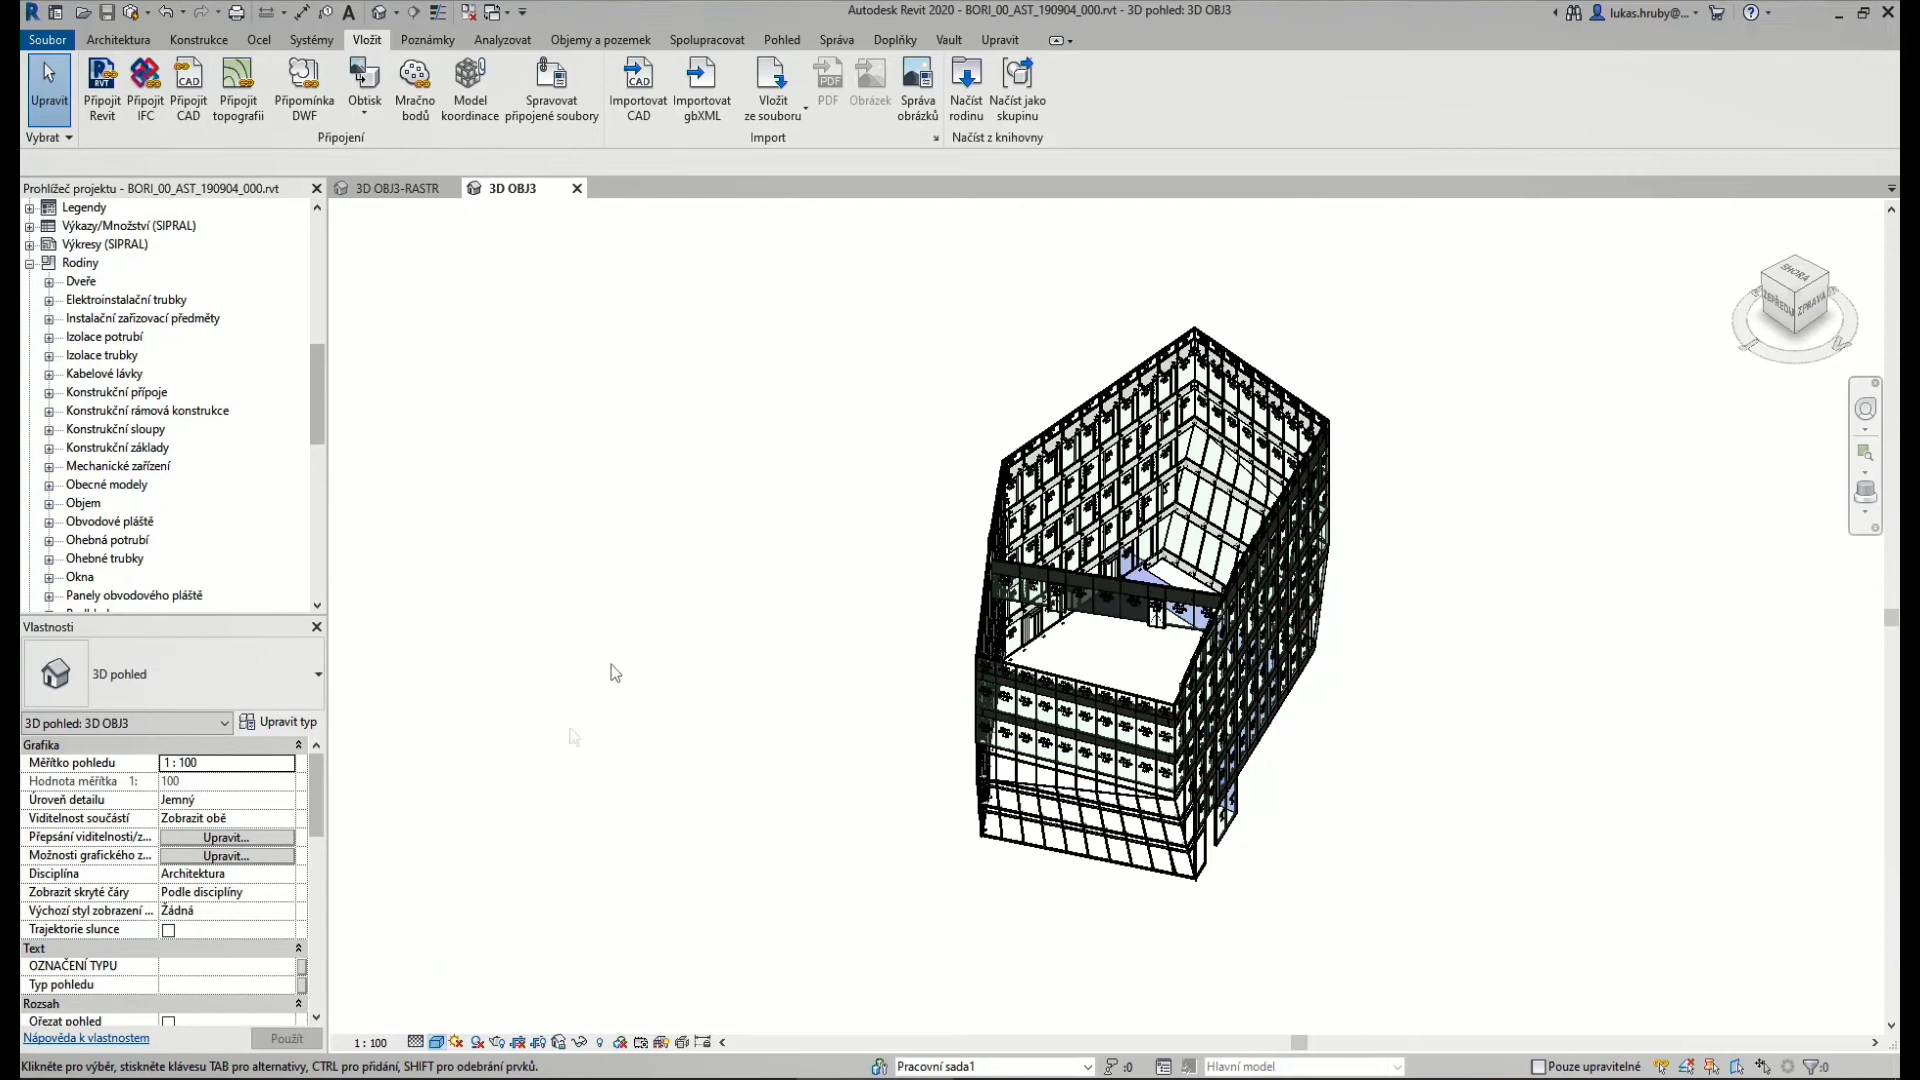 Autodesk Revit 2020 - BORI_00_AST_190904_000.rvt - 3D pohled: 3D OBJ3
lukas.hruby@...
Soubor Architektura Konstrukce Ocel Systémy Vložit Poznámky Analyzovat Objemy a pozemek Spolupracovat Pohled Správa Doplňky Vault Upravit
Upravit
Připojit Revit
Připojit IFC
Připojit CAD
Připojit topografii
Připomínka DWF
Obtisk
Mračno bodů
Model koordinace
Spravovat připojené soubory
Importovat CAD
Importovat gbXML
Vložit ze souboru
PDF
Obrázek
Správa obrázků
Načíst rodinu
Načíst jako skupinu
Vybrat
Připojení
Import
Načíst z knihovny
Prohlížeč projektu - BORI_00_AST_190904_000.rvt
3D OBJ3-RASTR
3D OBJ3
Legendy
Výkazy/Množství (SIPRAL)
Výkresy (SIPRAL)
Rodiny
Dveře
Elektroinstalační trubky
Instalační zařizovací předměty
Izolace potrubí
Izolace trubky
Kabelové lávky
Konstrukční přípoje
Konstrukční rámová konstrukce
Konstrukční sloupy
Konstrukční základy
Mechanické zařízení
Obecné modely
Objem
Obvodové pláště
Ohebná potrubí
Ohebné trubky
Okna
Panely obvodového pláště
SHORA
ZEPŘEDU
ZPRAVA
Vlastnosti
3D pohled
3D pohled: 3D OBJ3
Upravit typ
Grafika
Měřítko pohledu 1 : 100
Hodnota měřítka 1: 100
Úroveň detailu Jemný
Viditelnost součástí Zobrazit obě
Přepsání viditelnosti/z... Upravit...
Možnosti grafického z... Upravit...
Disciplína Architektura
Zobrazit skryté čáry Podle disciplíny
Výchozí styl zobrazení ... Žádná
Trajektorie slunce
Text
OZNAČENÍ TYPU
Typ pohledu
Rozsah
Ořezat pohled
Nápověda k vlastnostem
Použít
1 : 100
Klikněte pro výběr, stiskněte klávesu TAB pro alternativy, CTRL pro přidání, SHIFT pro odebrání prvků.
Pracovní sada1
:0
Hlavní model
Pouze upravitelné
:0